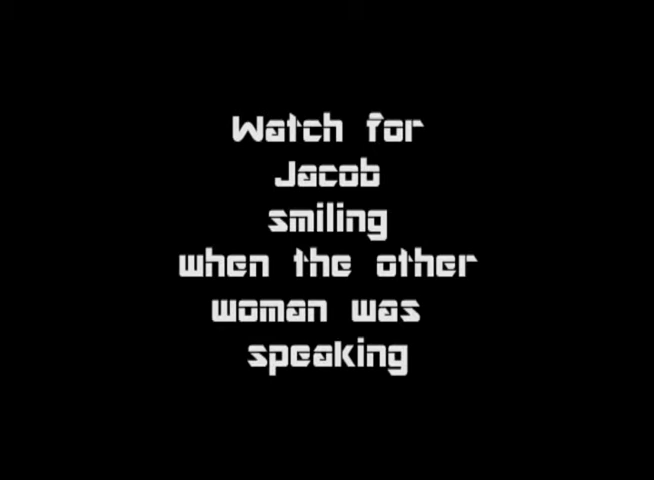 Watch for
Jacob
smiling
when the other
woman was
speaking